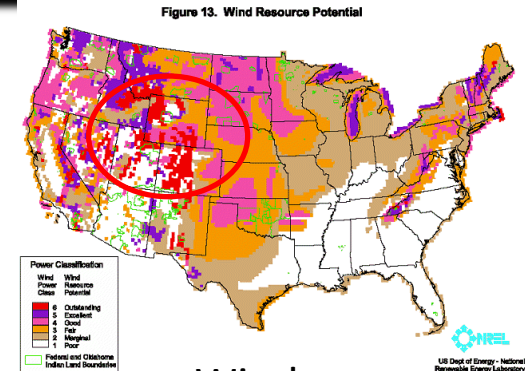 Figure 13. Wind Resource Potential
Power Classification
Wind Wind
Power Resource
Class Potential
6 Outstanding
5 Excellent
4 Good
3 Fair
2 Marginal
1 Poor
Federal and Oklahoma
Indian Land Boundaries
NREL
US Dept of Energy - National
Renewable Energy Laboratory